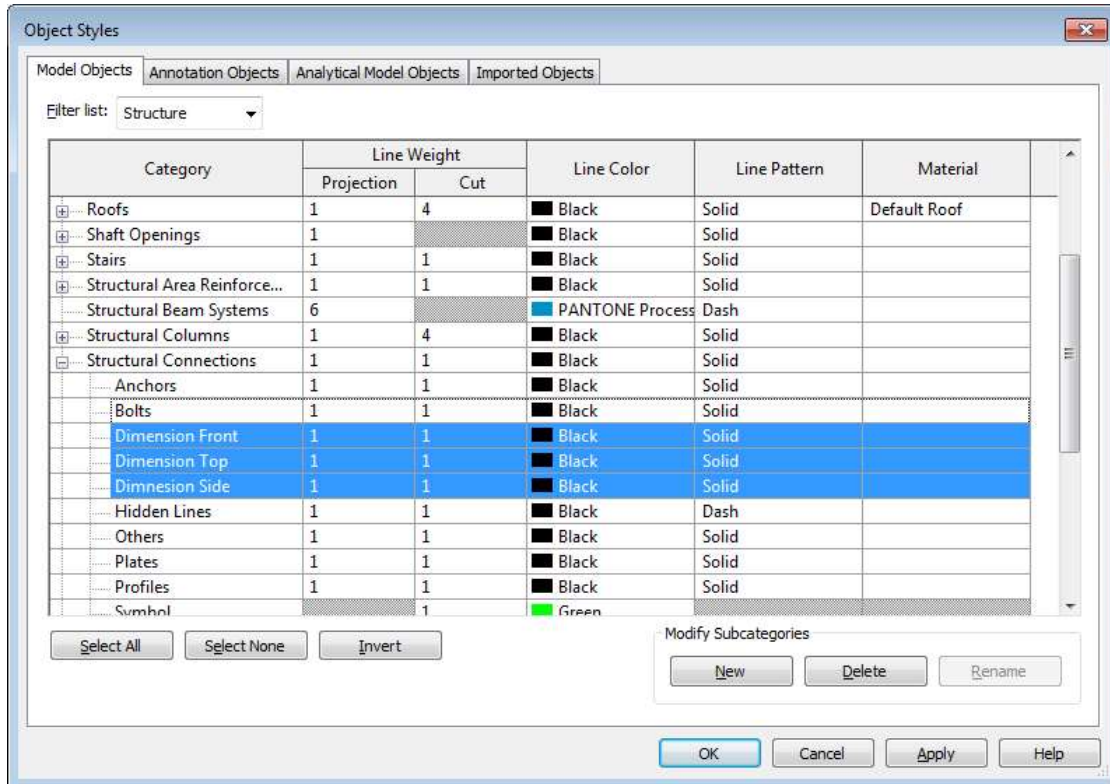 Object Styles
Model Objects Annotation Objects Analytical Model Objects Imported Objects
Filter list: Structure
Category Line Weight Line Color Line Pattern Material
Projection Cut
Roofs 1 4 Black Solid Default Roof
Shaft Openings 1 Black Solid
Stairs 1 1 Black Solid
Structural Area Reinforce... 1 1 Black Solid
Structural Beam Systems 6 PANTONE Process Dash
Structural Columns 1 4 Black Solid
Structural Connections 1 1 Black Solid
Anchors 1 1 Black Solid
Bolts 1 1 Black Solid
Dimension Front 1 1 Black Solid
Dimension Top 1 1 Black Solid
Dimnesion Side 1 1 Black Solid
Hidden Lines 1 1 Black Dash
Others 1 1 Black Solid
Plates 1 1 Black Solid
Profiles 1 1 Black Solid
Symbol 1 Green
Select All Select None Invert
Modify Subcategories
New Delete Rename
OK Cancel Apply Help